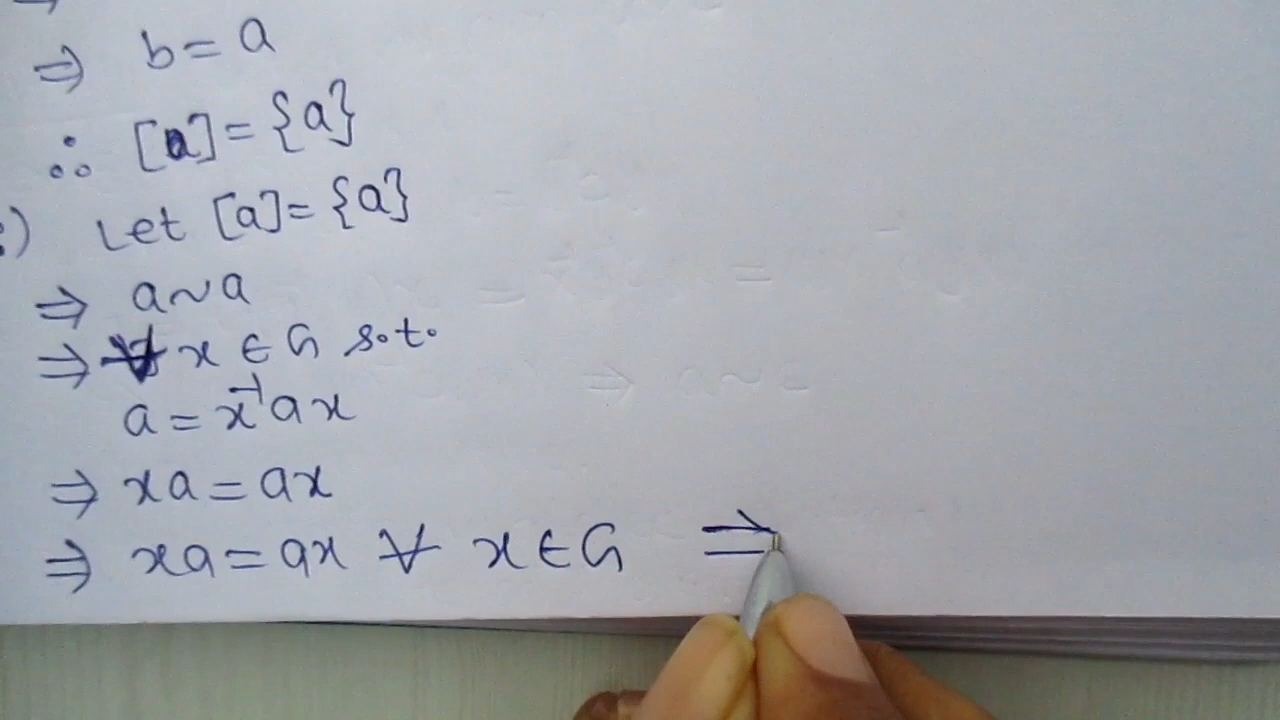 ⇒ b = a
∴ [a] = {a}
:) Let [a] = {a}
⇒ a ~ a
⇒ ∀ x ∈ G s.t.
a = x⁻¹ a x
⇒ xa = ax
⇒ xa = ax ∀ x ∈ G ⇒